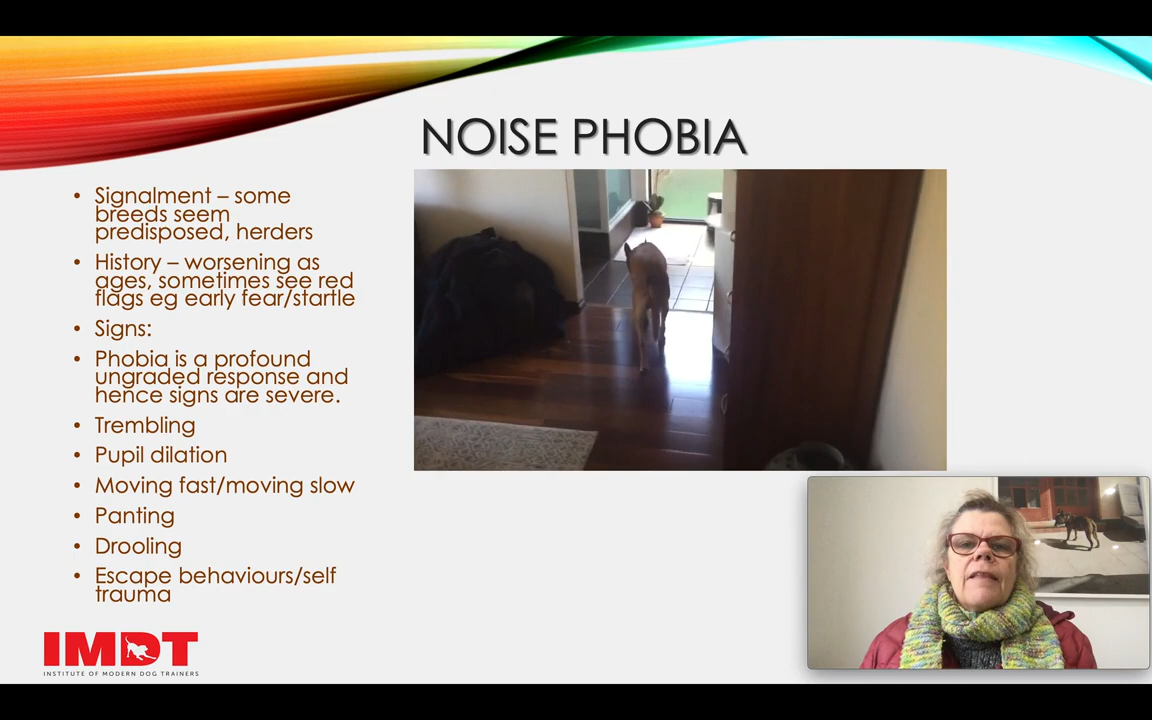 NOISE PHOBIA
• Signalment – some
breeds seem
predisposed, herders
• History – worsening as
ages, sometimes see red
flags eg early fear/startle
• Signs:
• Phobia is a profound
ungraded response and
hence signs are severe.
• Trembling
• Pupil dilation
• Moving fast/moving slow
• Panting
• Drooling
• Escape behaviours/self
trauma
IMDT
INSTITUTE OF MODERN DOG TRAINERS